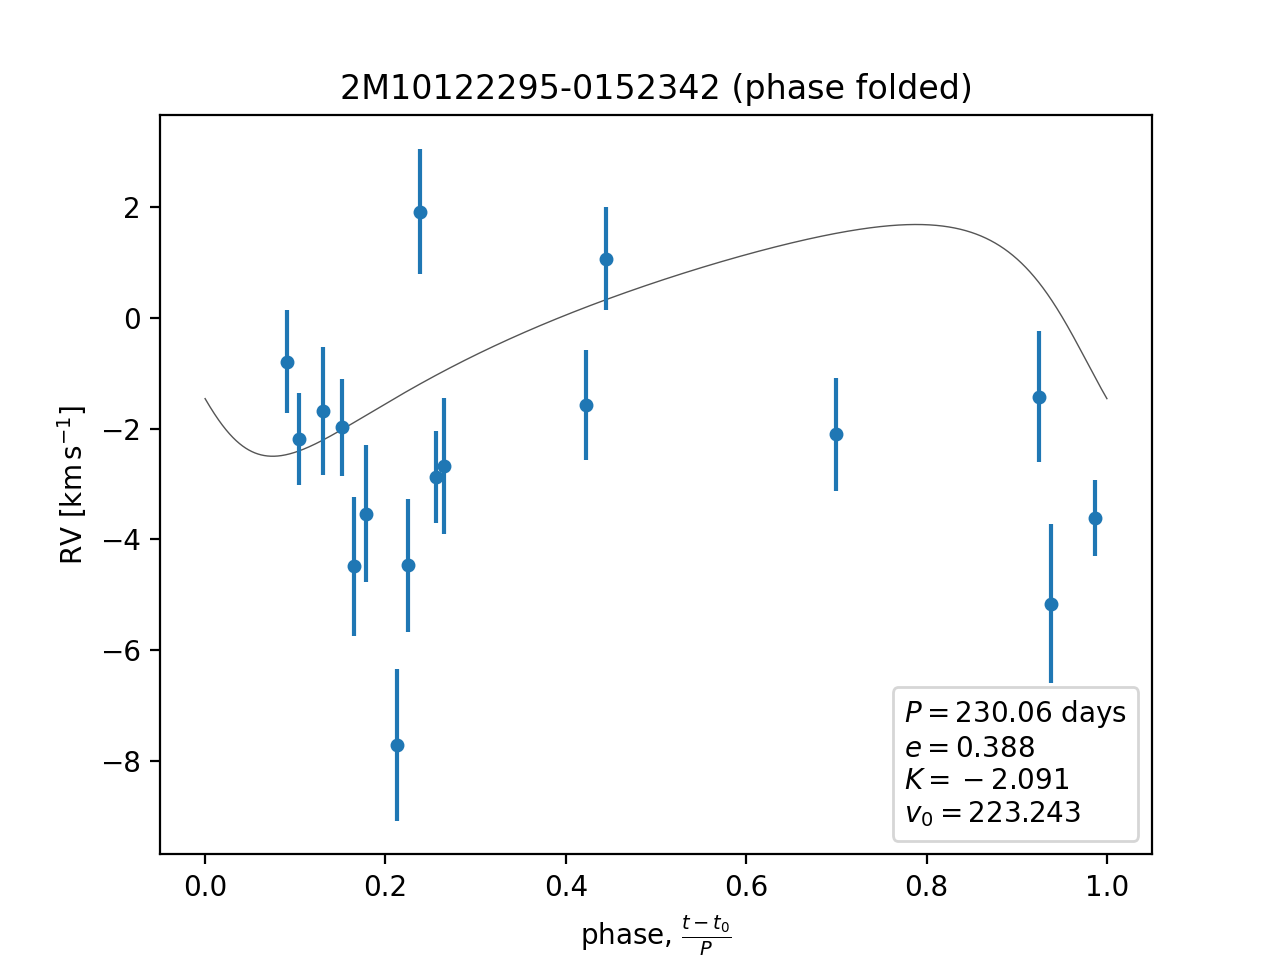 2M10122295-0152342 (phase folded)
RV [km s⁻¹]
2
0
−2
−4
−6
−8
P = 230.06 days
e = 0.388
K = −2.091
v₀ = 223.243
0.0 0.2 0.4 0.6 0.8 1.0
phase, (t − t₀)/P